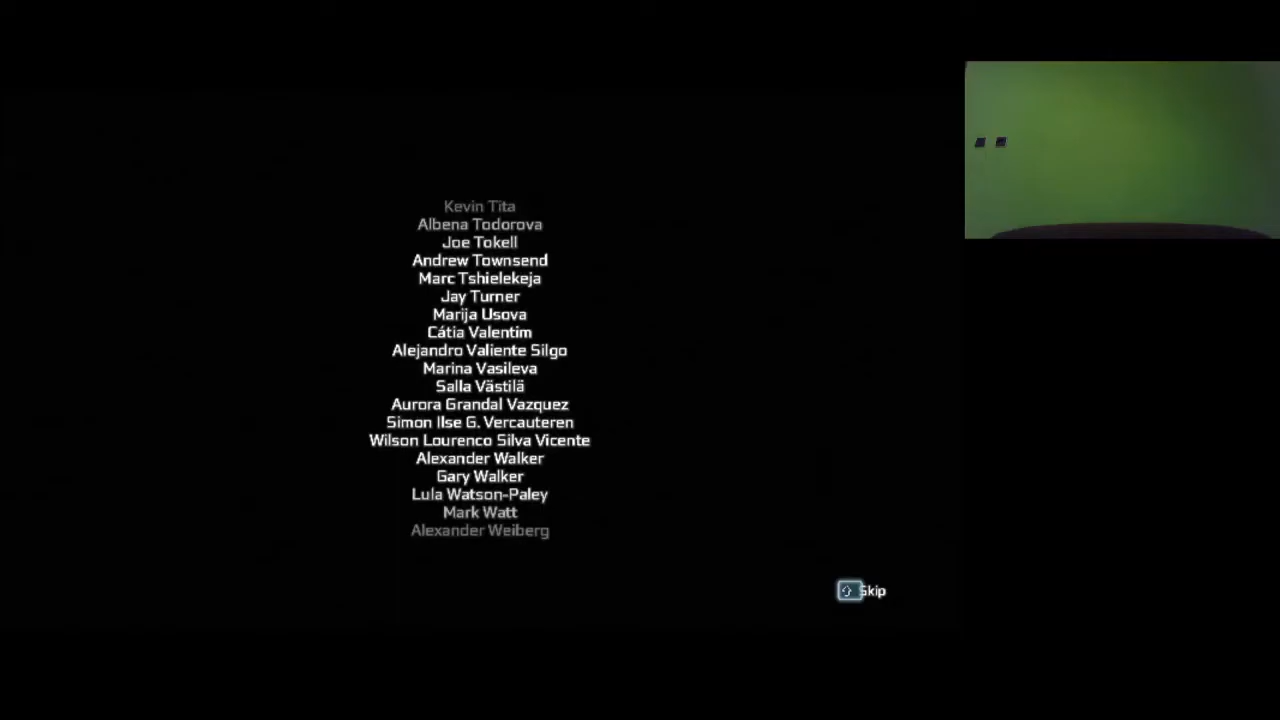 Kevin Tita
Albena Todorova
Joe Tokell
Andrew Townsend
Marc Tshielekeja
Jay Turner
Marija Usova
Cátia Valentim
Alejandro Valiente Silgo
Marina Vasileva
Salla Västilä
Aurora Grandal Vazquez
Simon Ilse G. Vercauteren
Wilson Lourenco Silva Vicente
Alexander Walker
Gary Walker
Lula Watson-Paley
Mark Watt
Alexander Weiberg
Skip